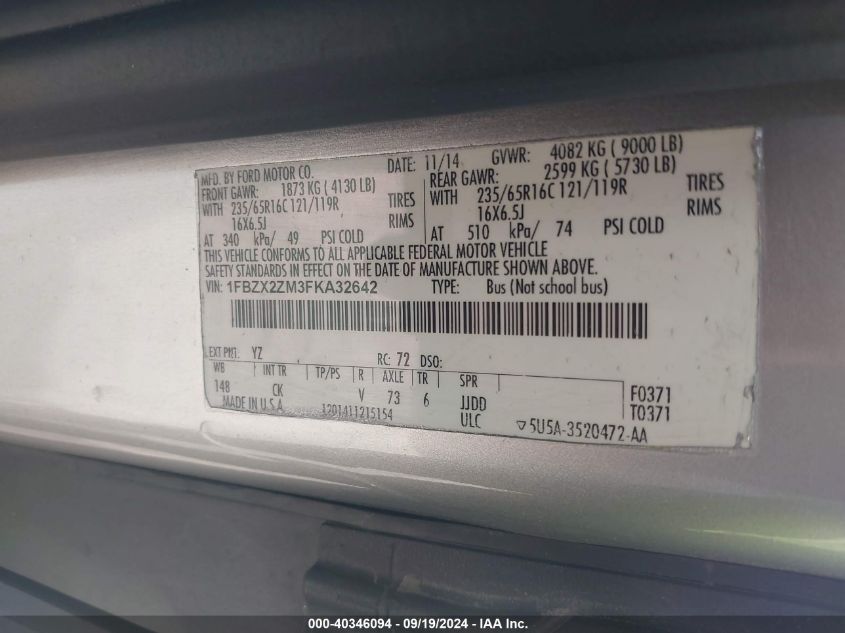 MFD. BY FORD MOTOR CO.
DATE: 11/14 GVWR: 4082 KG ( 9000 LB)
FRONT GAWR: 1873 KG ( 4130 LB)
REAR GAWR: 2599 KG ( 5730 LB)
WITH 235/65R16C 121/119R TIRES
WITH 235/65R16C 121/119R TIRES
16X6.5J RIMS
16X6.5J RIMS
AT 340 kPa/ 49 PSI COLD
AT 510 kPa/ 74 PSI COLD
THIS VEHICLE CONFORMS TO ALL APPLICABLE FEDERAL MOTOR VEHICLE
SAFETY STANDARDS IN EFFECT ON THE DATE OF MANUFACTURE SHOWN ABOVE.
VIN: 1FBZX2ZM3FKA32642 TYPE: Bus (Not school bus)
EXT PNT: YZ RC: 72 DSO:
WB INT TR TP/PS R AXLE TR SPR
148 CK V 73 6 JJDD F0371
MADE IN U.S.A. 1201411215154 ULC T0371
▽5U5A-3520472-AA
000-40346094 - 09/19/2024 - IAA Inc.